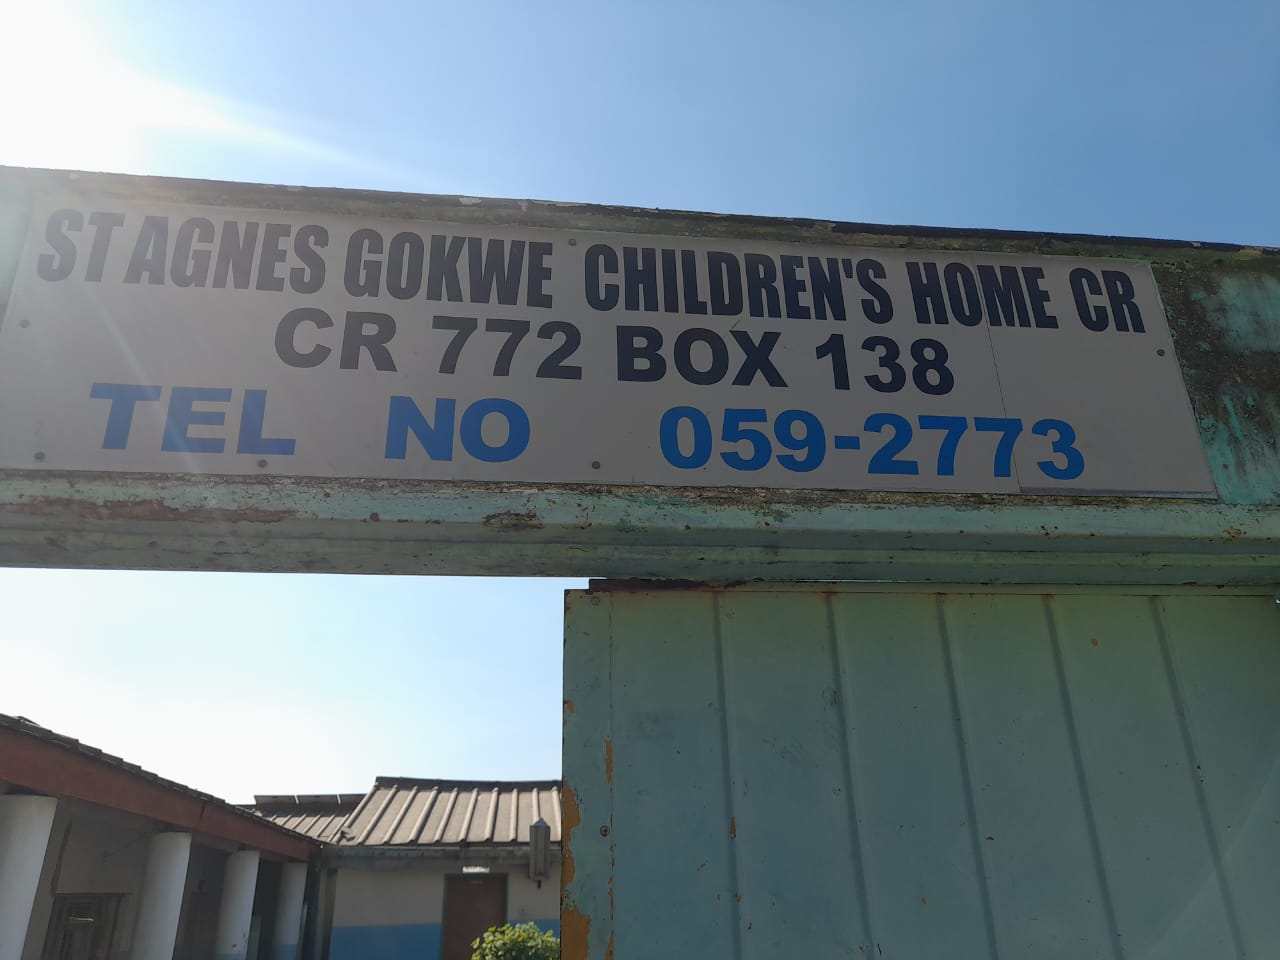 ST AGNES GOKWE CHILDREN'S HOME CR
CR 772 BOX 138
TEL NO 059-2773